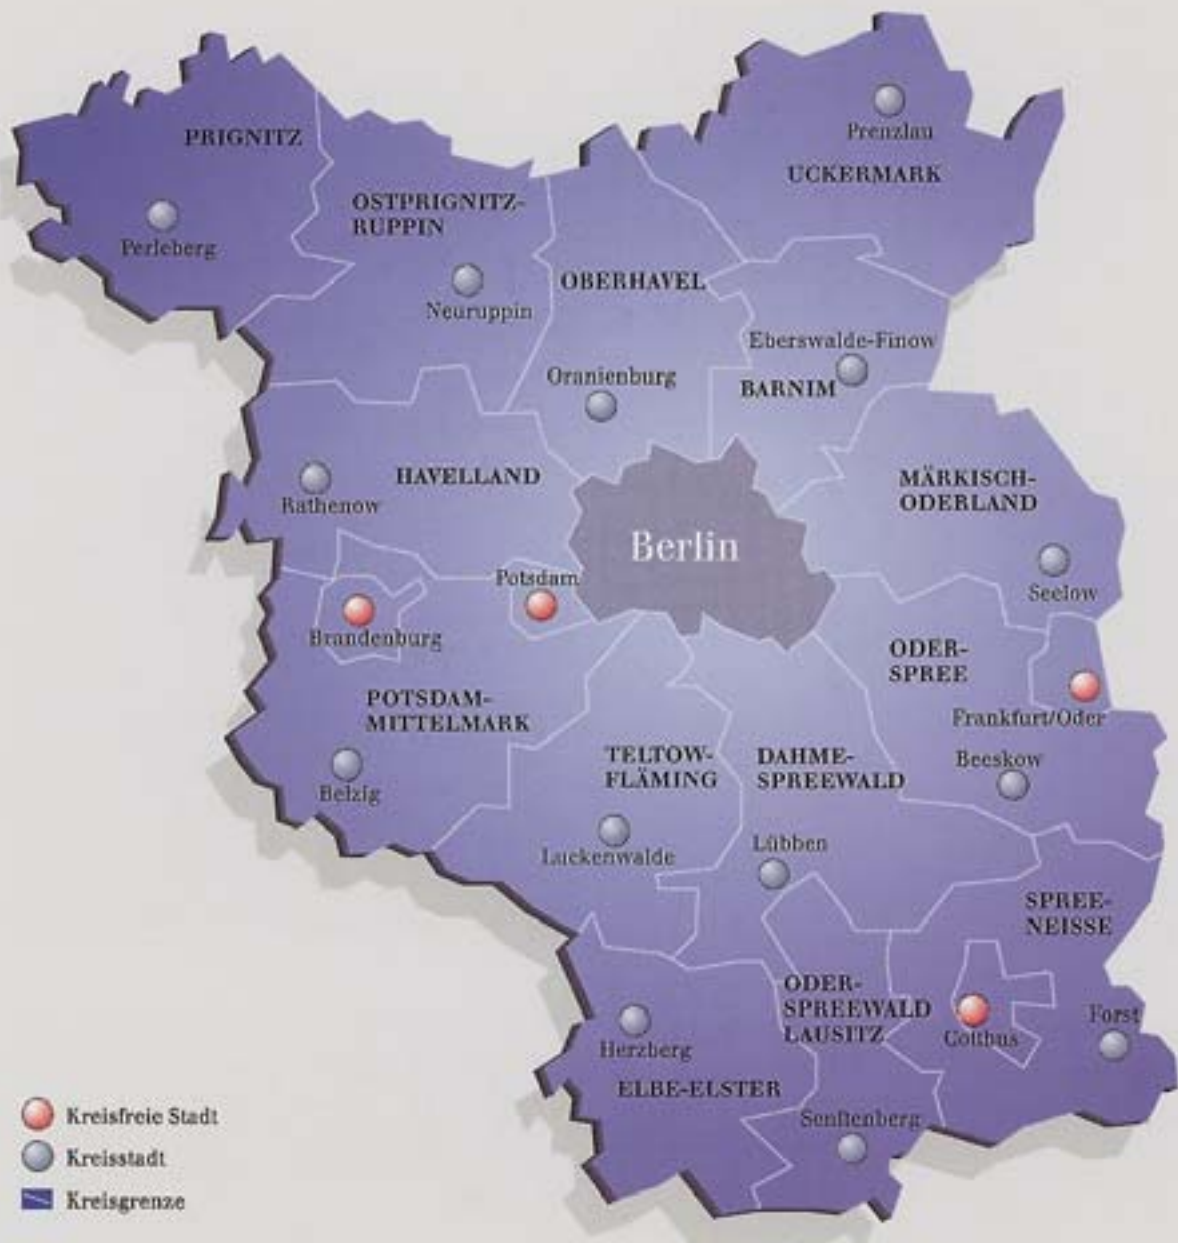 Prenzlau
PRIGNITZ
UCKERMARK
OSTPRIGNITZ-
RUPPIN
Perleberg
OBERHAVEL
Neuruppin
Eberswalde-Finow
Oranienburg
BARNIM
HAVELLAND
MÄRKISCH-
ODERLAND
Rathenow
Berlin
Potsdam
Seelow
Brandenburg
ODER-
SPREE
POTSDAM-
MITTELMARK
Frankfurt/Oder
TELTOW-
FLÄMING
DAHME-
SPREEWALD
Beeskow
Belzig
Luckenwalde
Lübben
SPREE-
NEISSE
ODER-
SPREEWALD
LAUSITZ
Forst
Cottbus
Herzberg
ELBE-ELSTER
Senftenberg
Kreisfreie Stadt
Kreisstadt
Kreisgrenze